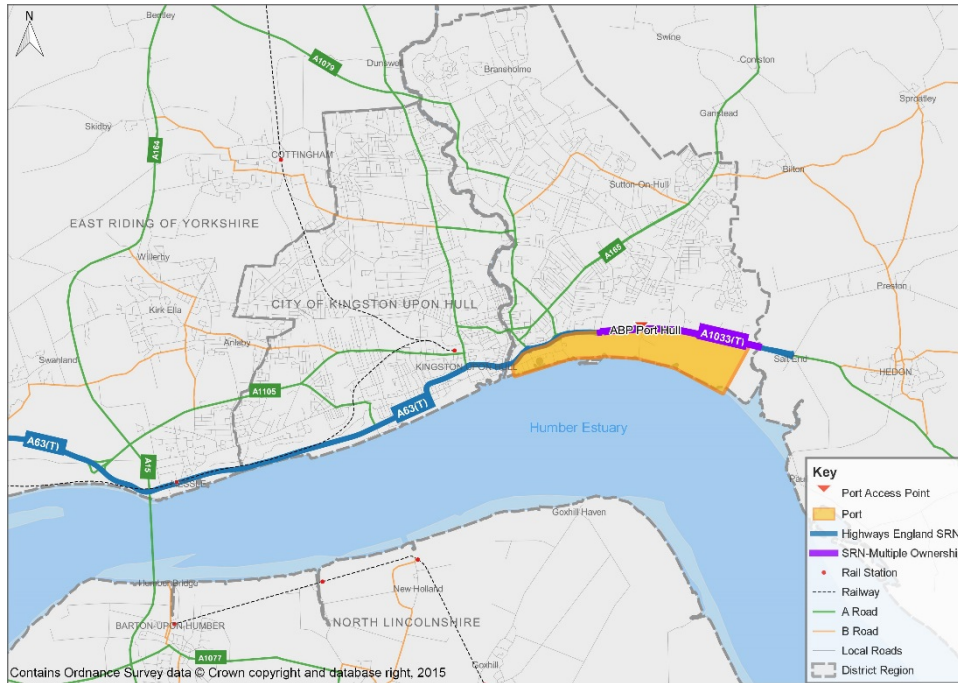 N
Bentley
Swine
Dunswell
A1079
Bransholme
Coniston
Sproatley
Ganstead
Skidby
A164
COTTINGHAM
Bilton
Sutton-On-Hull
EAST RIDING OF YORKSHIRE
A165
Willerby
Preston
Kirk Ella
CITY OF KINGSTON UPON HULL
ABP Port Hull
A1033(T)
Anlaby
Swanland
Salt End
KINGSTON UPON HULL
HEDON
A1105
A63(T)
Humber Estuary
A63(T)
A15
HESSLE
Goxhill Haven
Humber Bridge
New Holland
BARTON-UPON-HUMBER
NORTH LINCOLNSHIRE
A1077
Goxhill
Key
Port Access Point
Port
Highways England SRN
SRN-Multiple Ownership
Rail Station
Railway
A Road
B Road
Local Roads
District Region
Contains Ordnance Survey data © Crown copyright and database right, 2015